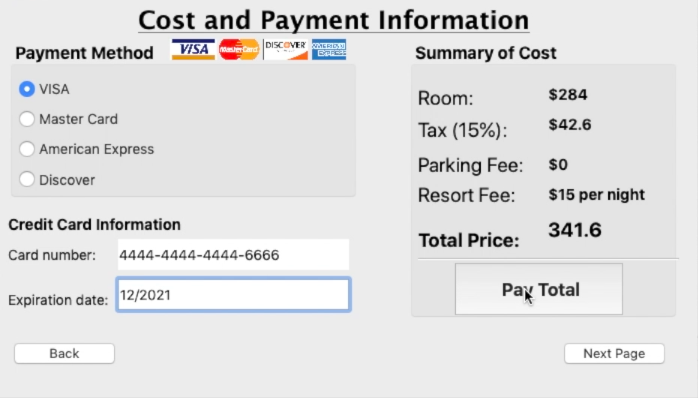 Cost and Payment Information
Payment Method
VISA MasterCard DISCOVER AMERICAN EXPRESS
VISA
Master Card
American Express
Discover
Credit Card Information
Card number: 4444-4444-4444-6666
Expiration date: 12/2021
Summary of Cost
Room: $284
Tax (15%): $42.6
Parking Fee: $0
Resort Fee: $15 per night
Total Price: 341.6
Pay Total
Back
Next Page